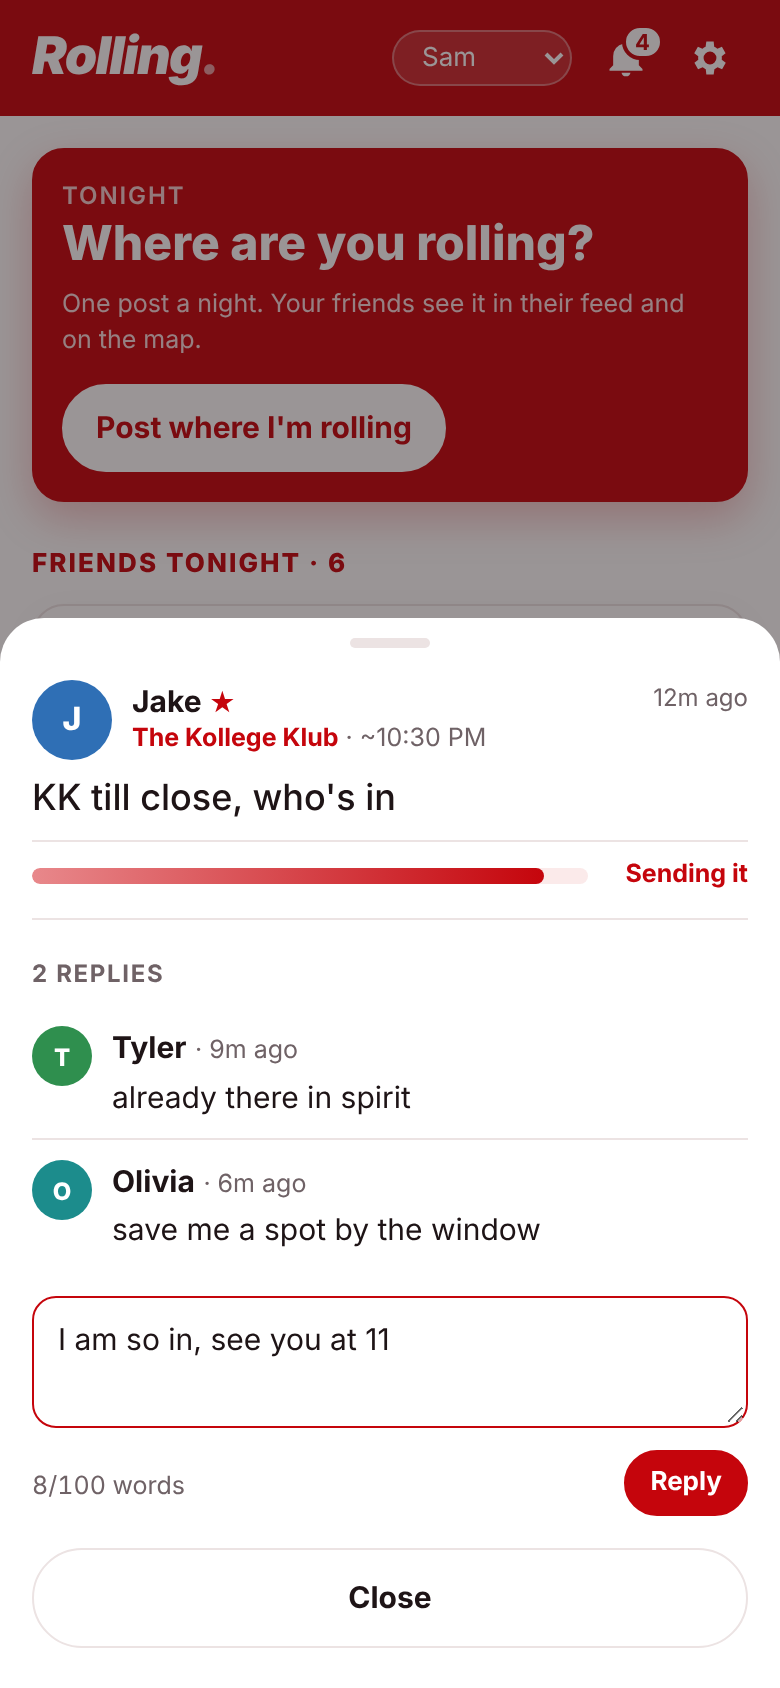 Rolling.
Sam
4
TONIGHT
Where are you rolling?
One post a night. Your friends see it in their feed and
on the map.
Post where I'm rolling
FRIENDS TONIGHT · 6
J
Jake ★
12m ago
The Kollege Klub · ~10:30 PM
KK till close, who's in
Sending it
2 REPLIES
T
Tyler · 9m ago
already there in spirit
O
Olivia · 6m ago
save me a spot by the window
I am so in, see you at 11
8/100 words
Reply
Close